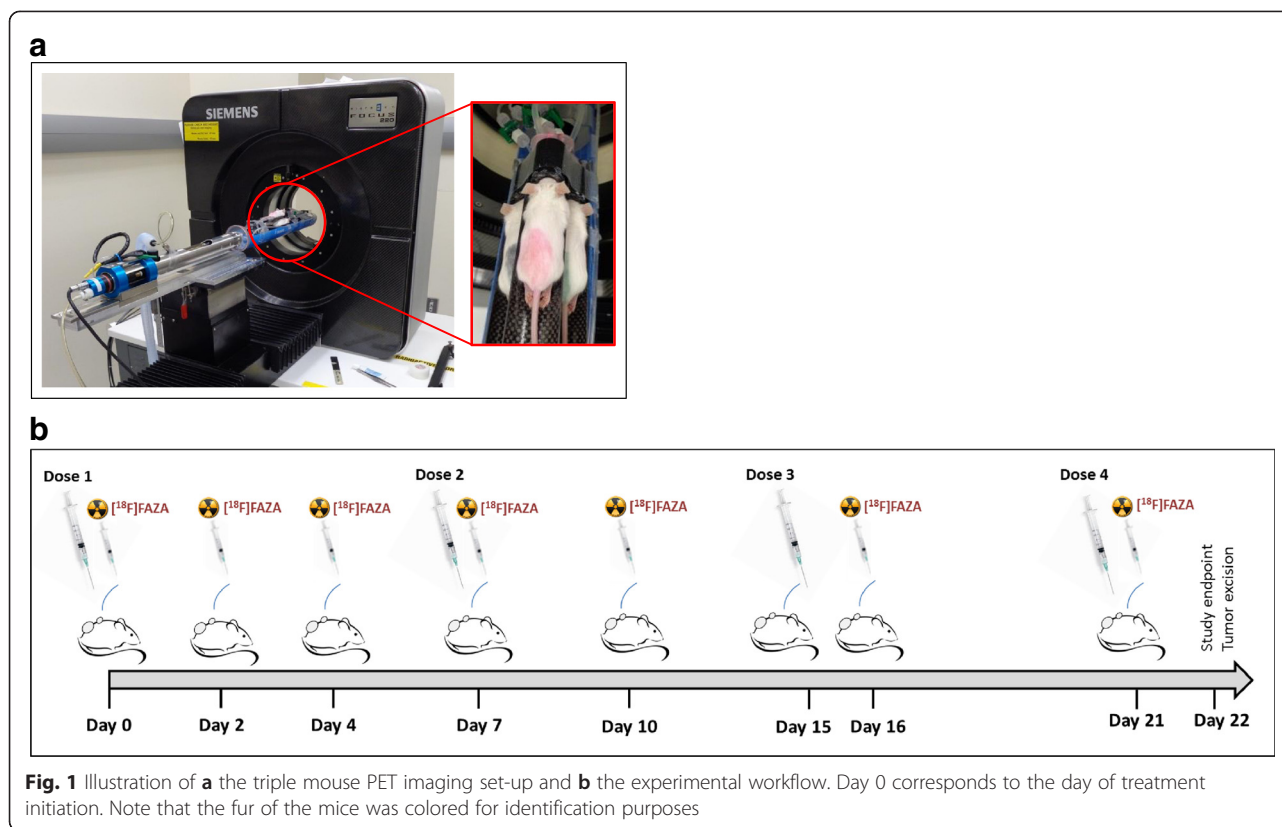 a
SIEMENS
FOCUS
220
b
Dose 1
Dose 2
Dose 3
Dose 4
[18F]FAZA
[18F]FAZA
[18F]FAZA
[18F]FAZA
[18F]FAZA
[18F]FAZA
[18F]FAZA
Study endpoint
Tumor excision
Day 0
Day 2
Day 4
Day 7
Day 10
Day 15
Day 16
Day 21
Day 22
Fig. 1 Illustration of a the triple mouse PET imaging set-up and b the experimental workflow. Day 0 corresponds to the day of treatment
initiation. Note that the fur of the mice was colored for identification purposes